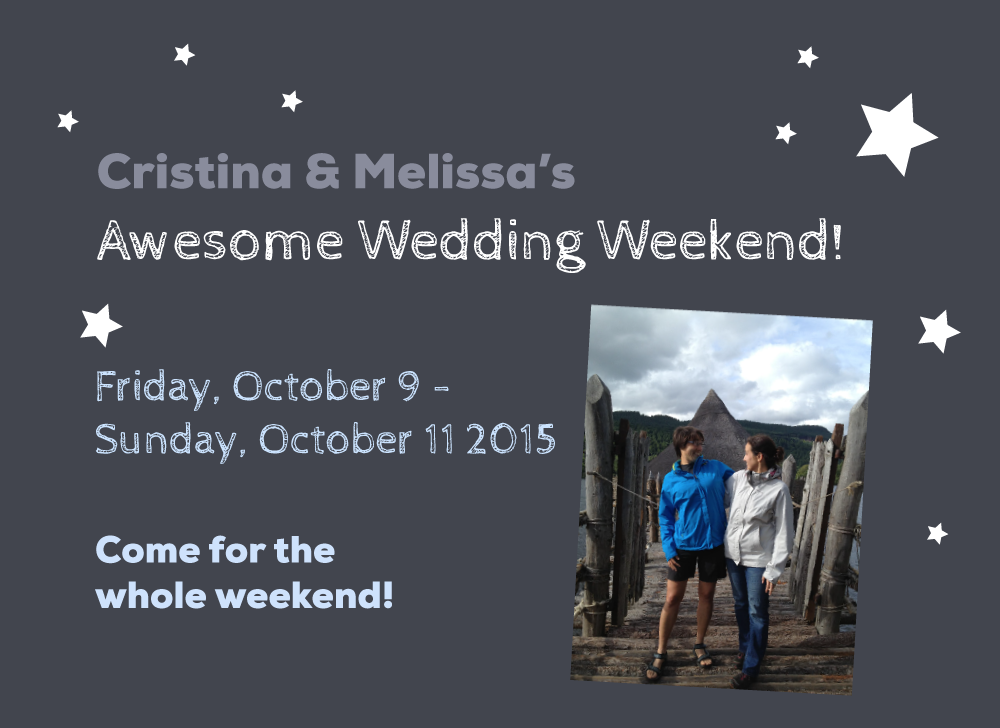 Cristina & Melissa’s
Awesome Wedding Weekend!
Friday, October 9 -
Sunday, October 11 2015
Come for the
whole weekend!